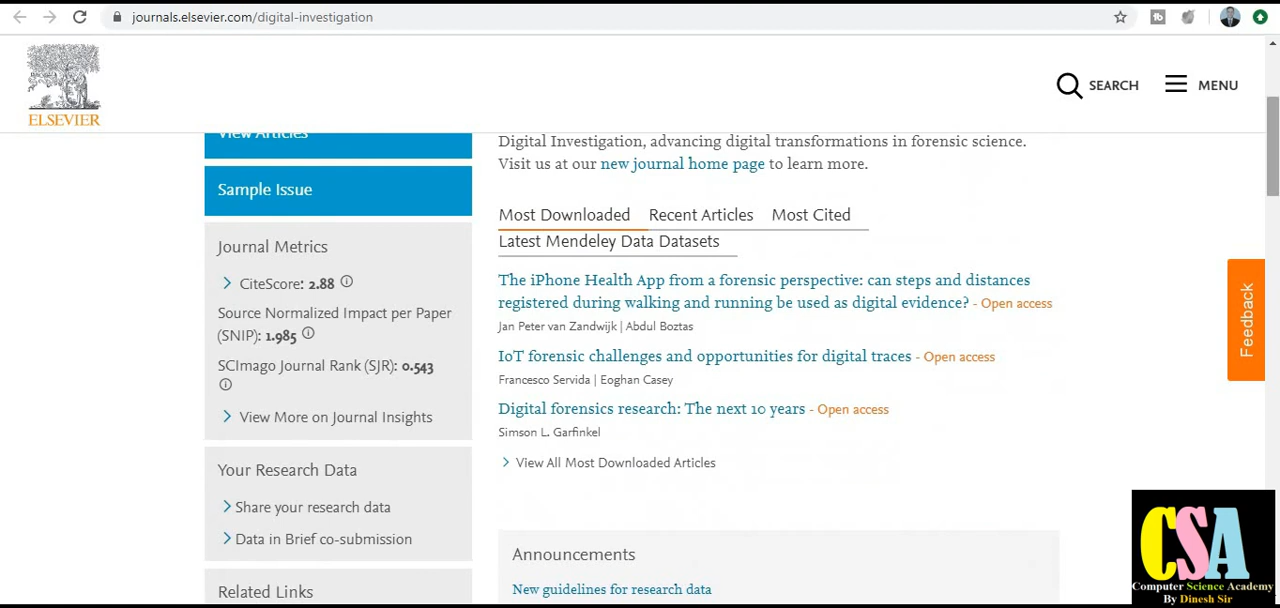 journals.elsevier.com/digital-investigation
ELSEVIER
SEARCH
MENU
View Articles
Sample Issue
Journal Metrics
CiteScore: 2.88
Source Normalized Impact per Paper
(SNIP): 1.985
SCImago Journal Rank (SJR): 0.543
View More on Journal Insights
Your Research Data
Share your research data
Data in Brief co-submission
Related Links
Digital Investigation, advancing digital transformations in forensic science.
Visit us at our new journal home page to learn more.
Most Downloaded Recent Articles Most Cited
Latest Mendeley Data Datasets
The iPhone Health App from a forensic perspective: can steps and distances
registered during walking and running be used as digital evidence? - Open access
Jan Peter van Zandwijk | Abdul Boztas
IoT forensic challenges and opportunities for digital traces - Open access
Francesco Servida | Eoghan Casey
Digital forensics research: The next 10 years - Open access
Simson L. Garfinkel
View All Most Downloaded Articles
Announcements
New guidelines for research data
Feedback
CSA
Computer Science Academy
By Dinesh Sir